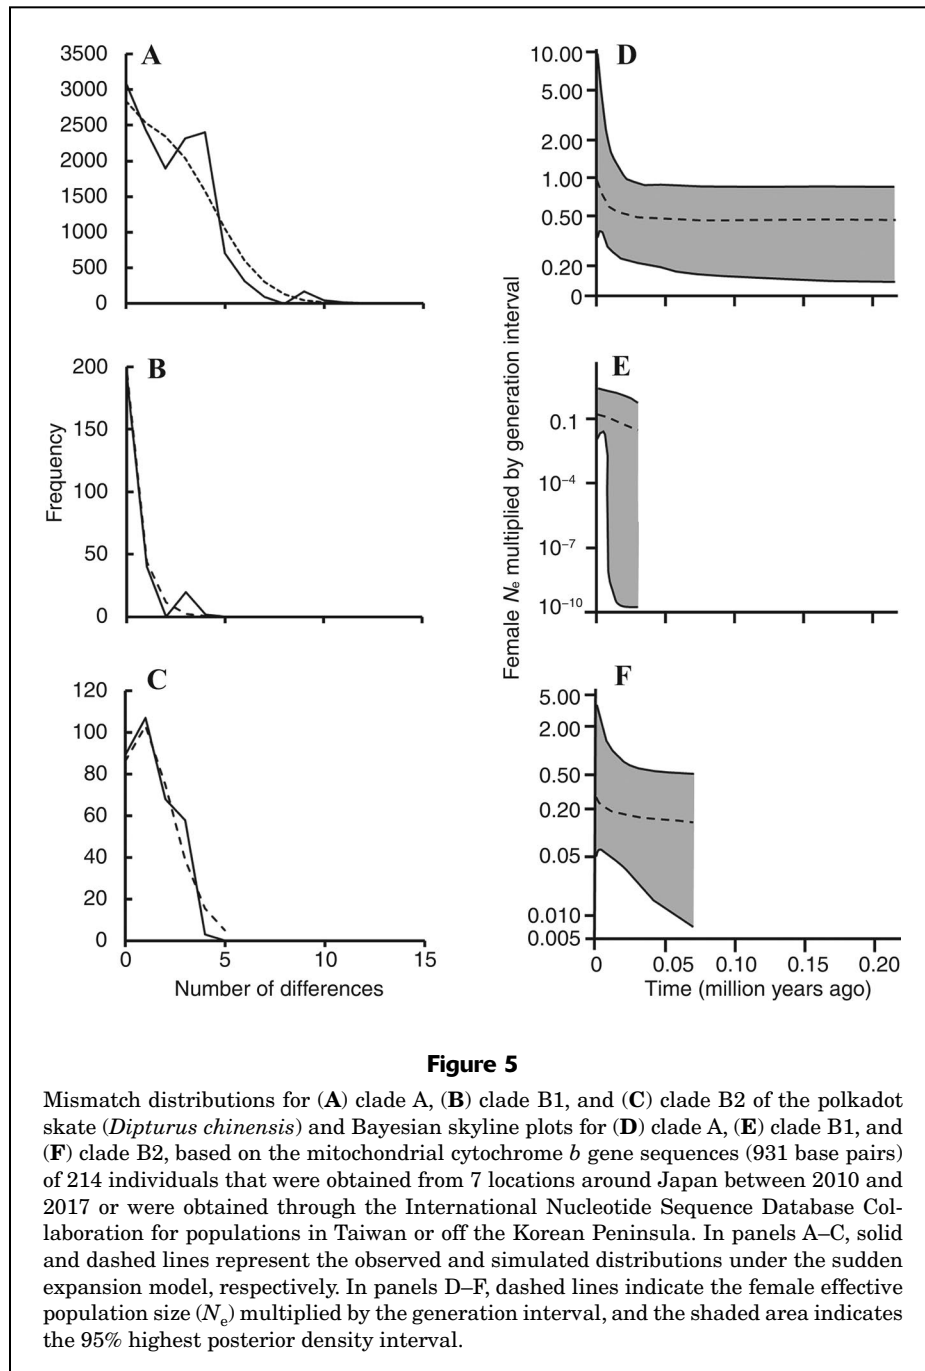 A
3500
3000
2500
2000
1500
1000
500
0
B
200
150
100
50
0
Frequency
C
120
100
80
60
40
20
0
0 5 10 15
Number of differences
D
10.00
5.00
2.00
1.00
0.50
0.20
0
E
0.1
10−4
10−7
10−10
Female Ne multiplied by generation interval
F
5.00
2.00
0.50
0.20
0.05
0.010
0.005
0 0.05 0.10 0.15 0.20
Time (million years ago)
Figure 5
Mismatch distributions for (A) clade A, (B) clade B1, and (C) clade B2 of the polkadot
skate (Dipturus chinensis) and Bayesian skyline plots for (D) clade A, (E) clade B1, and
(F) clade B2, based on the mitochondrial cytochrome b gene sequences (931 base pairs)
of 214 individuals that were obtained from 7 locations around Japan between 2010 and
2017 or were obtained through the International Nucleotide Sequence Database Col-
laboration for populations in Taiwan or off the Korean Peninsula. In panels A–C, solid
and dashed lines represent the observed and simulated distributions under the sudden
expansion model, respectively. In panels D–F, dashed lines indicate the female effective
population size (Ne) multiplied by the generation interval, and the shaded area indicates
the 95% highest posterior density interval.